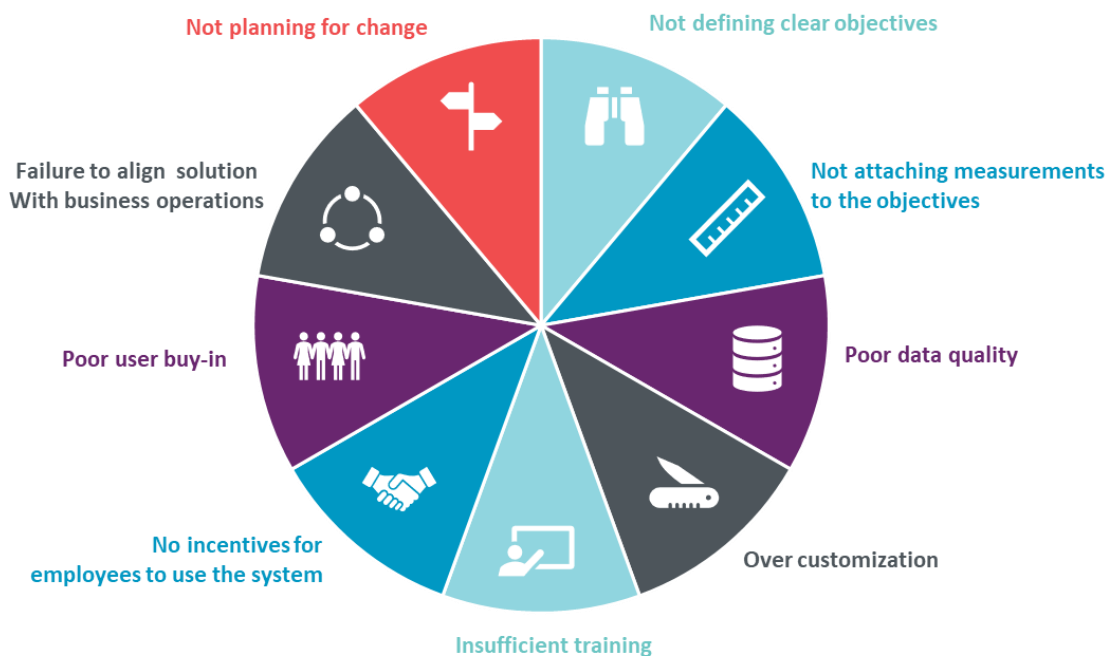 Not planning for change
Not defining clear objectives
Failure to align solution
With business operations
Not attaching measurements
to the objectives
Poor user buy-in
Poor data quality
No incentives for
employees to use the system
Over customization
Insufficient training